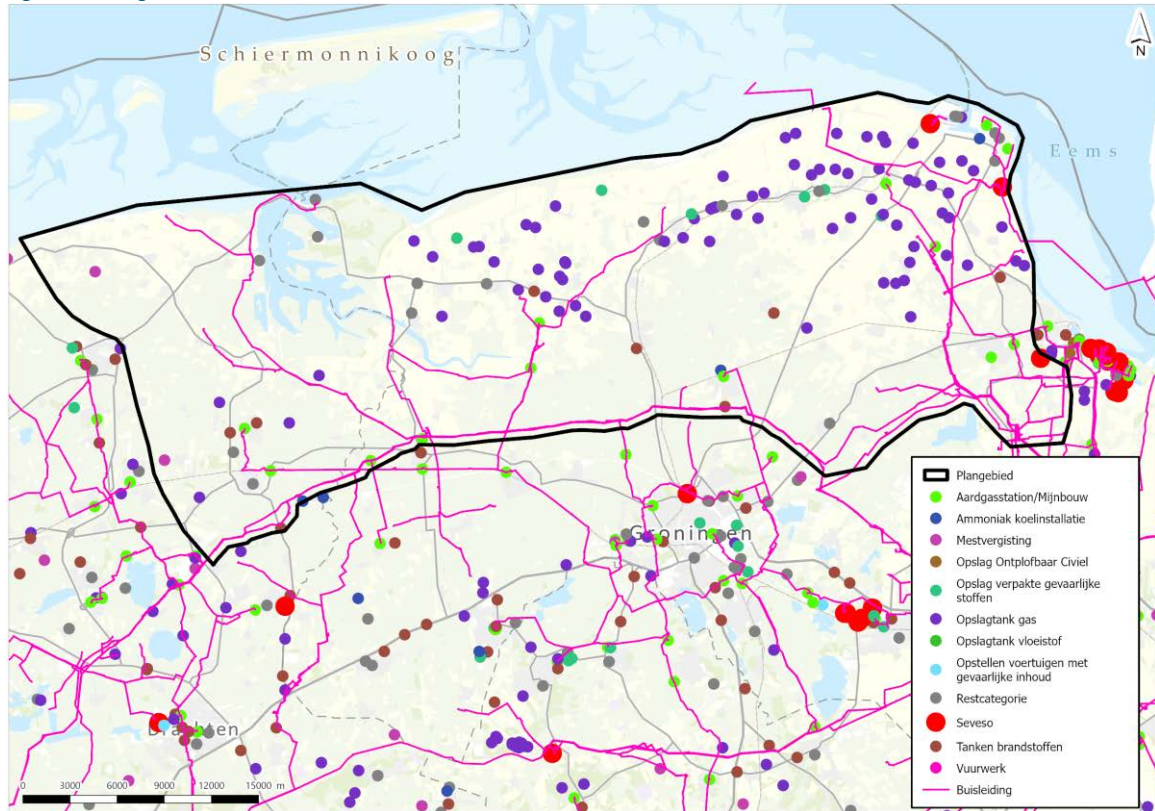 Schiermonnikoog
N
Eems
Groningen
Drachten
Plangebied
Aardgasstation/Mijnbouw
Ammoniak koelinstallatie
Mestvergisting
Opslag Ontplofbaar Civiel
Opslag verpakte gevaarlijke
stoffen
Opslagtank gas
Opslagtank vloeistof
Opstellen voertuigen met
gevaarlijke inhoud
Restcategorie
Seveso
Tanken brandstoffen
Vuurwerk
Buisleiding
0 3000 6000 9000 12000 15000 m